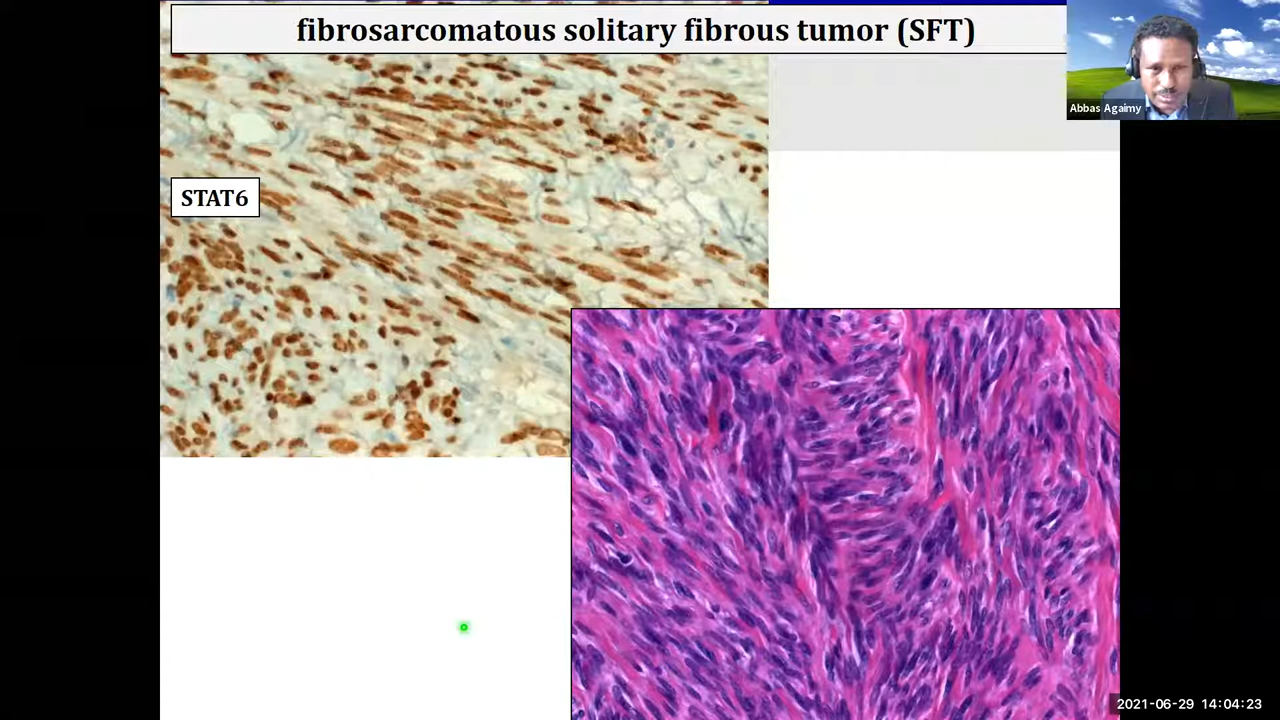 fibrosarcomatous solitary fibrous tumor (SFT)
Abbas Agaimy
STAT6
2021-06-29 14:04:23